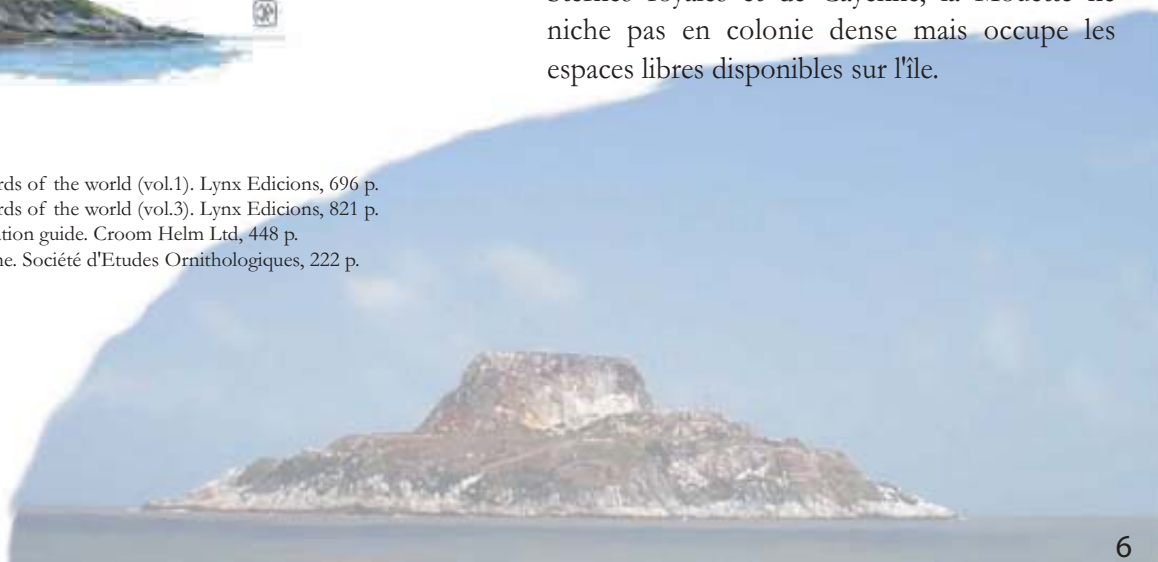 niche pas en colonie dense mais occupe les
espaces libres disponibles sur l'île.
rds of the world (vol.1). Lynx Edicions, 696 p.
rds of the world (vol.3). Lynx Edicions, 821 p.
ation guide. Croom Helm Ltd, 448 p.
ne. Société d'Etudes Ornithologiques, 222 p.
6